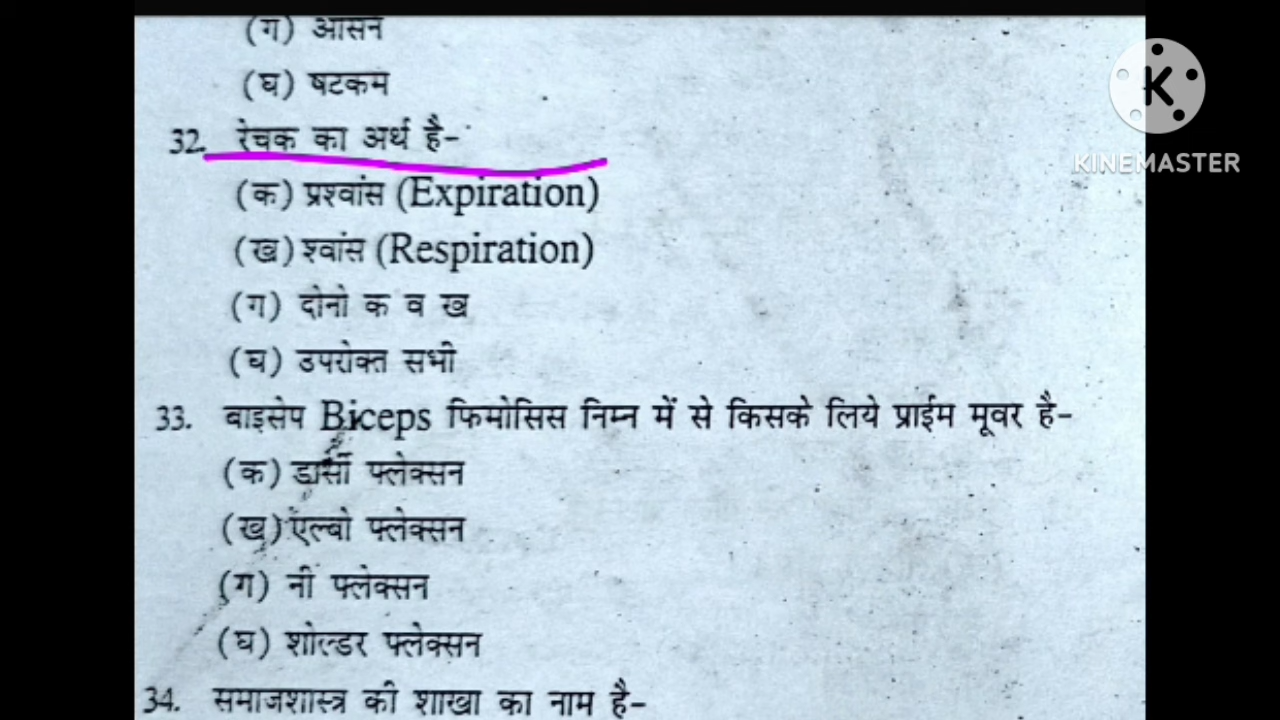 (ग) आसन
(घ) षटकम
32. रेचक का अर्थ है-
(क) प्रश्वांस (Expiration)
(ख) श्वांस (Respiration)
(ग) दोनो क व ख
(घ) उपरोक्त सभी
33. बाइसेप Biceps फिमोसिस निम्न में से किसके लिये प्राईम मूवर है-
(क) डार्सी फ्लेक्सन
(ख) एल्बो फ्लेक्सन
(ग) नी फ्लेक्सन
(घ) शोल्डर फ्लेक्सन
34. समाजशास्त्र की शाखा का नाम है-
K
KINEMASTER